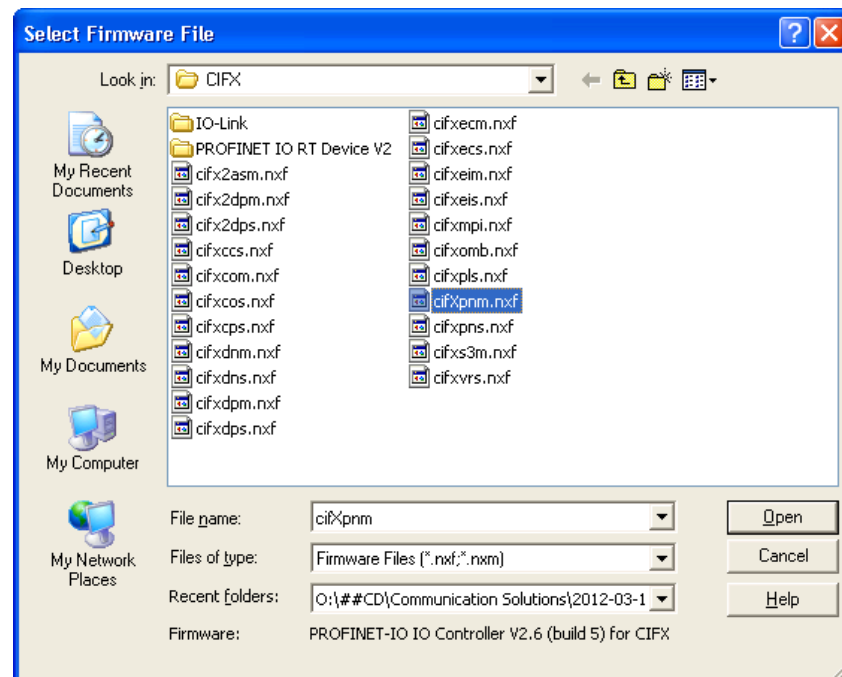 Select Firmware File
Look in: CIFX
My Recent
Documents
Desktop
My Documents
My Computer
My Network
Places
IO-Link
PROFINET IO RT Device V2
cifx2asm.nxf
cifx2dpm.nxf
cifx2dps.nxf
cifxccs.nxf
cifxcom.nxf
cifxcos.nxf
cifxcps.nxf
cifxdnm.nxf
cifxdns.nxf
cifxdpm.nxf
cifxdps.nxf
cifxecm.nxf
cifxecs.nxf
cifxeim.nxf
cifxeis.nxf
cifxmpi.nxf
cifxomb.nxf
cifxpls.nxf
cifXpnm.nxf
cifxpns.nxf
cifxs3m.nxf
cifxvrs.nxf
File name: cifXpnm Open
Files of type: Firmware Files (*.nxf;*.nxm) Cancel
Recent folders: O:\##CD\Communication Solutions\2012-03-1 Help
Firmware: PROFINET-IO IO Controller V2.6 (build 5) for CIFX